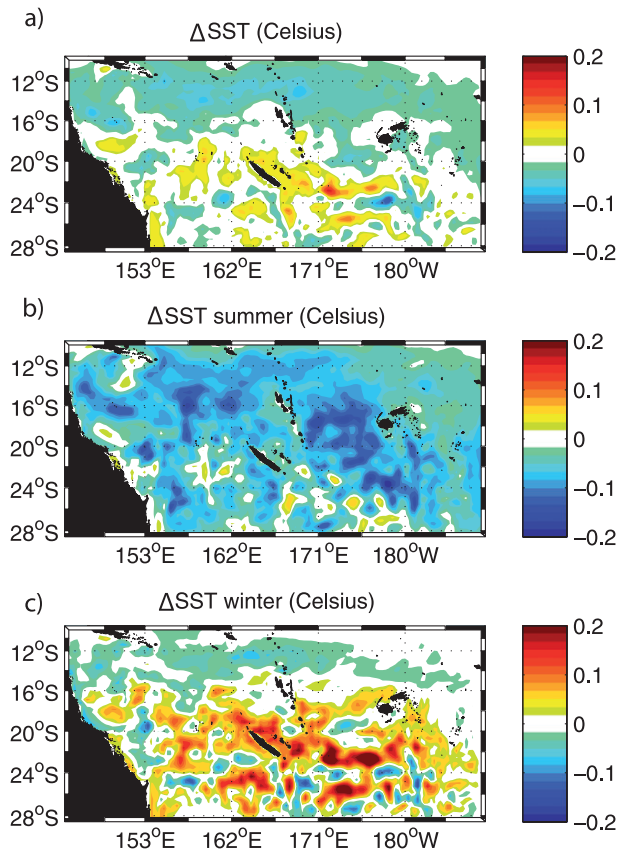 a)
ΔSST (Celsius)
12°S
16°S
20°S
24°S
28°S
153°E 162°E 171°E 180°W
0.2
0.1
0
−0.1
−0.2
b)
ΔSST summer (Celsius)
12°S
16°S
20°S
24°S
28°S
153°E 162°E 171°E 180°W
0.2
0.1
0
−0.1
−0.2
c)
ΔSST winter (Celsius)
12°S
16°S
20°S
24°S
28°S
153°E 162°E 171°E 180°W
0.2
0.1
0
−0.1
−0.2